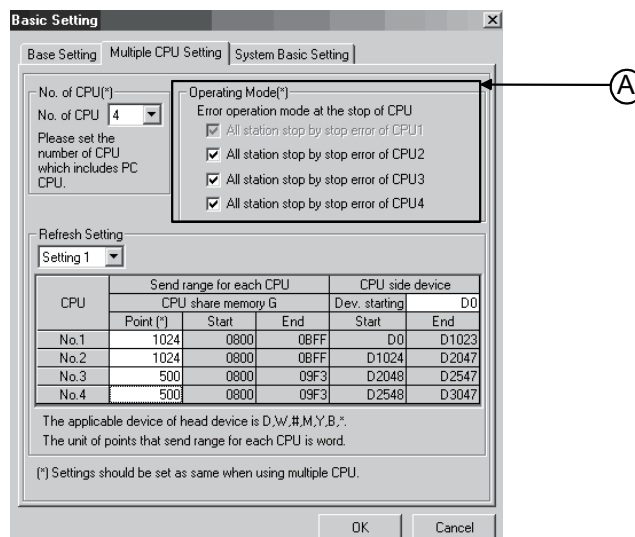 Basic Setting
Base Setting Multiple CPU Setting System Basic Setting
No. of CPU(*)
No. of CPU 4
Please set the
number of CPU
which includes PC
CPU.
Operating Mode(*)
Error operation mode at the stop of CPU
All station stop by stop error of CPU1
All station stop by stop error of CPU2
All station stop by stop error of CPU3
All station stop by stop error of CPU4
A
Refresh Setting
Setting 1
CPU Send range for each CPU CPU side device
CPU share memory G Dev. starting D0
Point (*) Start End Start End
No.1 1024 0800 0BFF D0 D1023
No.2 1024 0800 0BFF D1024 D2047
No.3 500 0800 09F3 D2048 D2547
No.4 500 0800 09F3 D2548 D3047
The applicable device of head device is D,W,#,M,Y,B,*.
The unit of points that send range for each CPU is word.
(*) Settings should be set as same when using multiple CPU.
OK Cancel